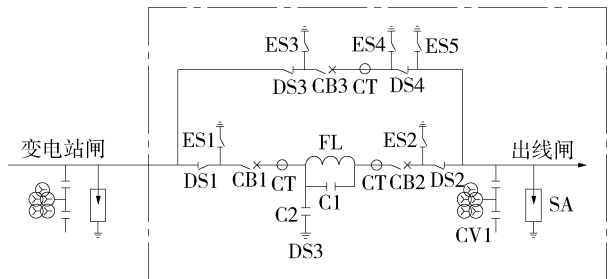 ES3
ES4
ES5
DS3
CB3
CT
DS4
变电站闸
ES1
FL
ES2
出线闸
DS1
CB1
CT
C1
CT
CB2
DS2
C2
DS3
CV1
SA